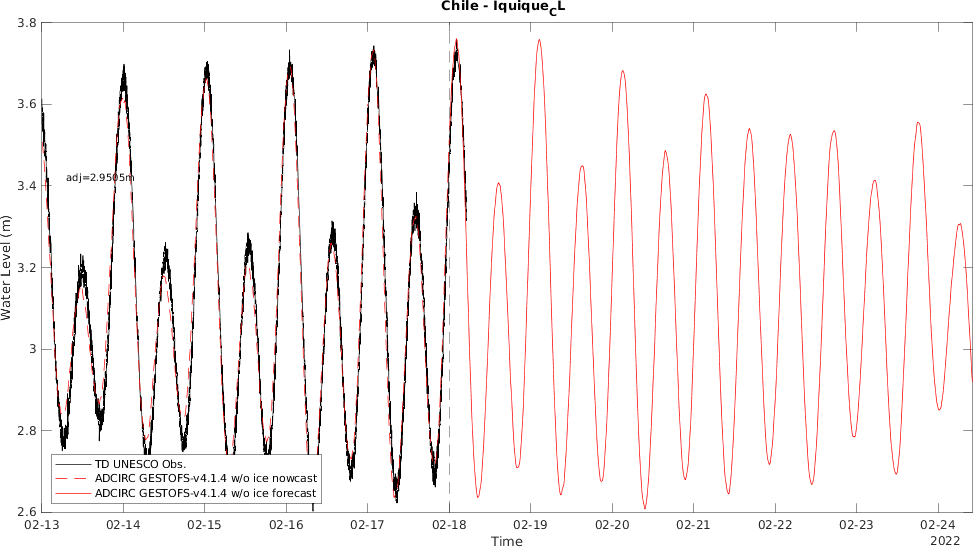 Chile - Iquique_CL
3.8
3.6
3.4
3.2
3
2.8
2.6
Water Level (m)
adj=2.9505m
TD UNESCO Obs.
ADCIRC GESTOFS-v4.1.4 w/o ice nowcast
ADCIRC GESTOFS-v4.1.4 w/o ice forecast
02-13 02-14 02-15 02-16 02-17 02-18 02-19 02-20 02-21 02-22 02-23 02-24
Time
2022